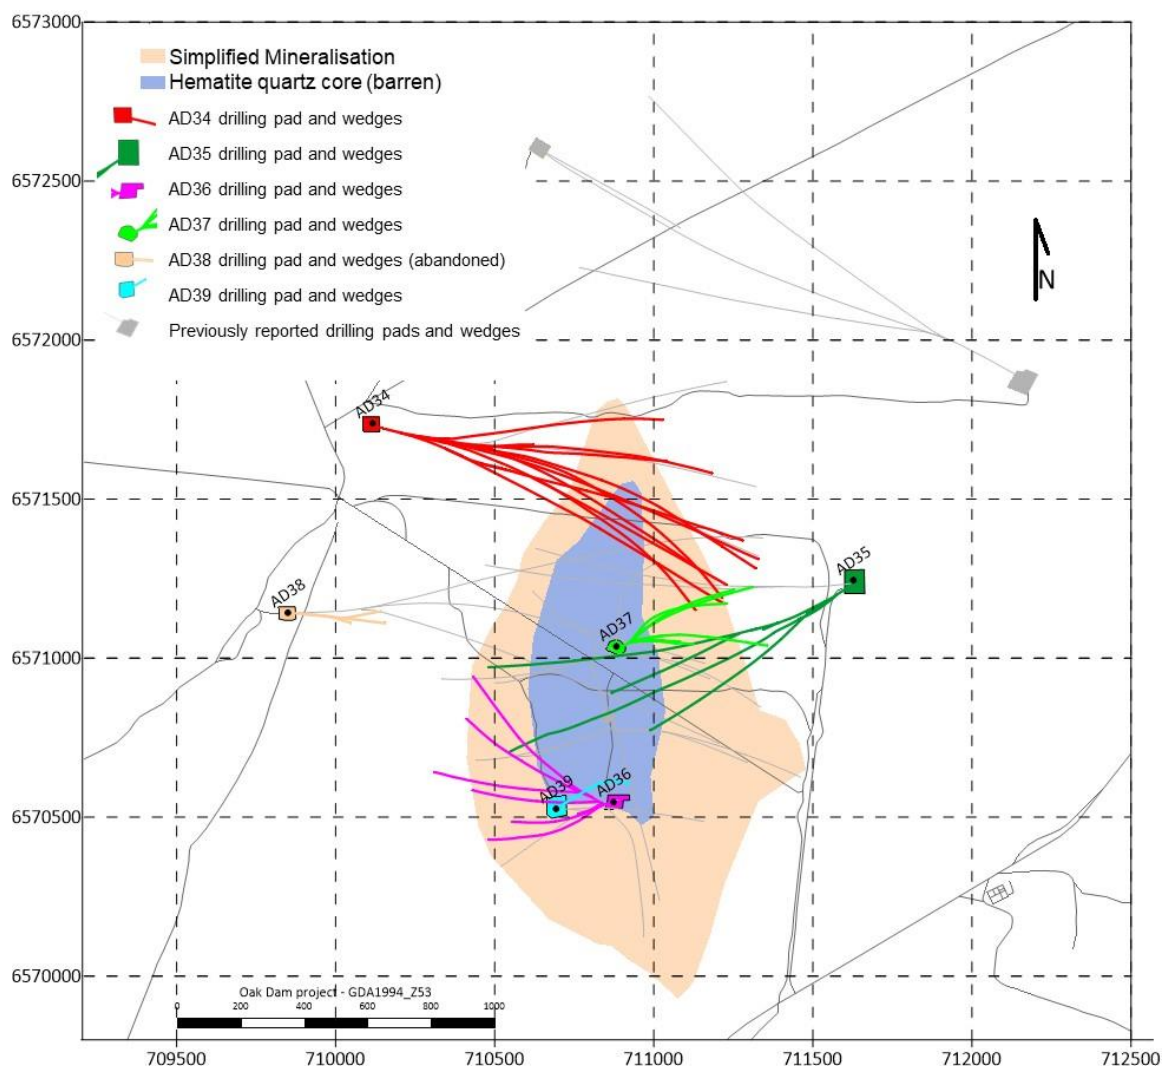 6573000
Simplified Mineralisation
Hematite quartz core (barren)
AD34 drilling pad and wedges
AD35 drilling pad and wedges
6572500
AD36 drilling pad and wedges
AD37 drilling pad and wedges
AD38 drilling pad and wedges (abandoned)
N
AD39 drilling pad and wedges
Previously reported drilling pads and wedges
6572000
AD34
6571500
AD35
AD38
AD37
6571000
AD39
AD36
6570500
6570000
Oak Dam project - GDA1994_Z53
0 200 400 600 800 1000
709500 710000 710500 711000 711500 712000 712500